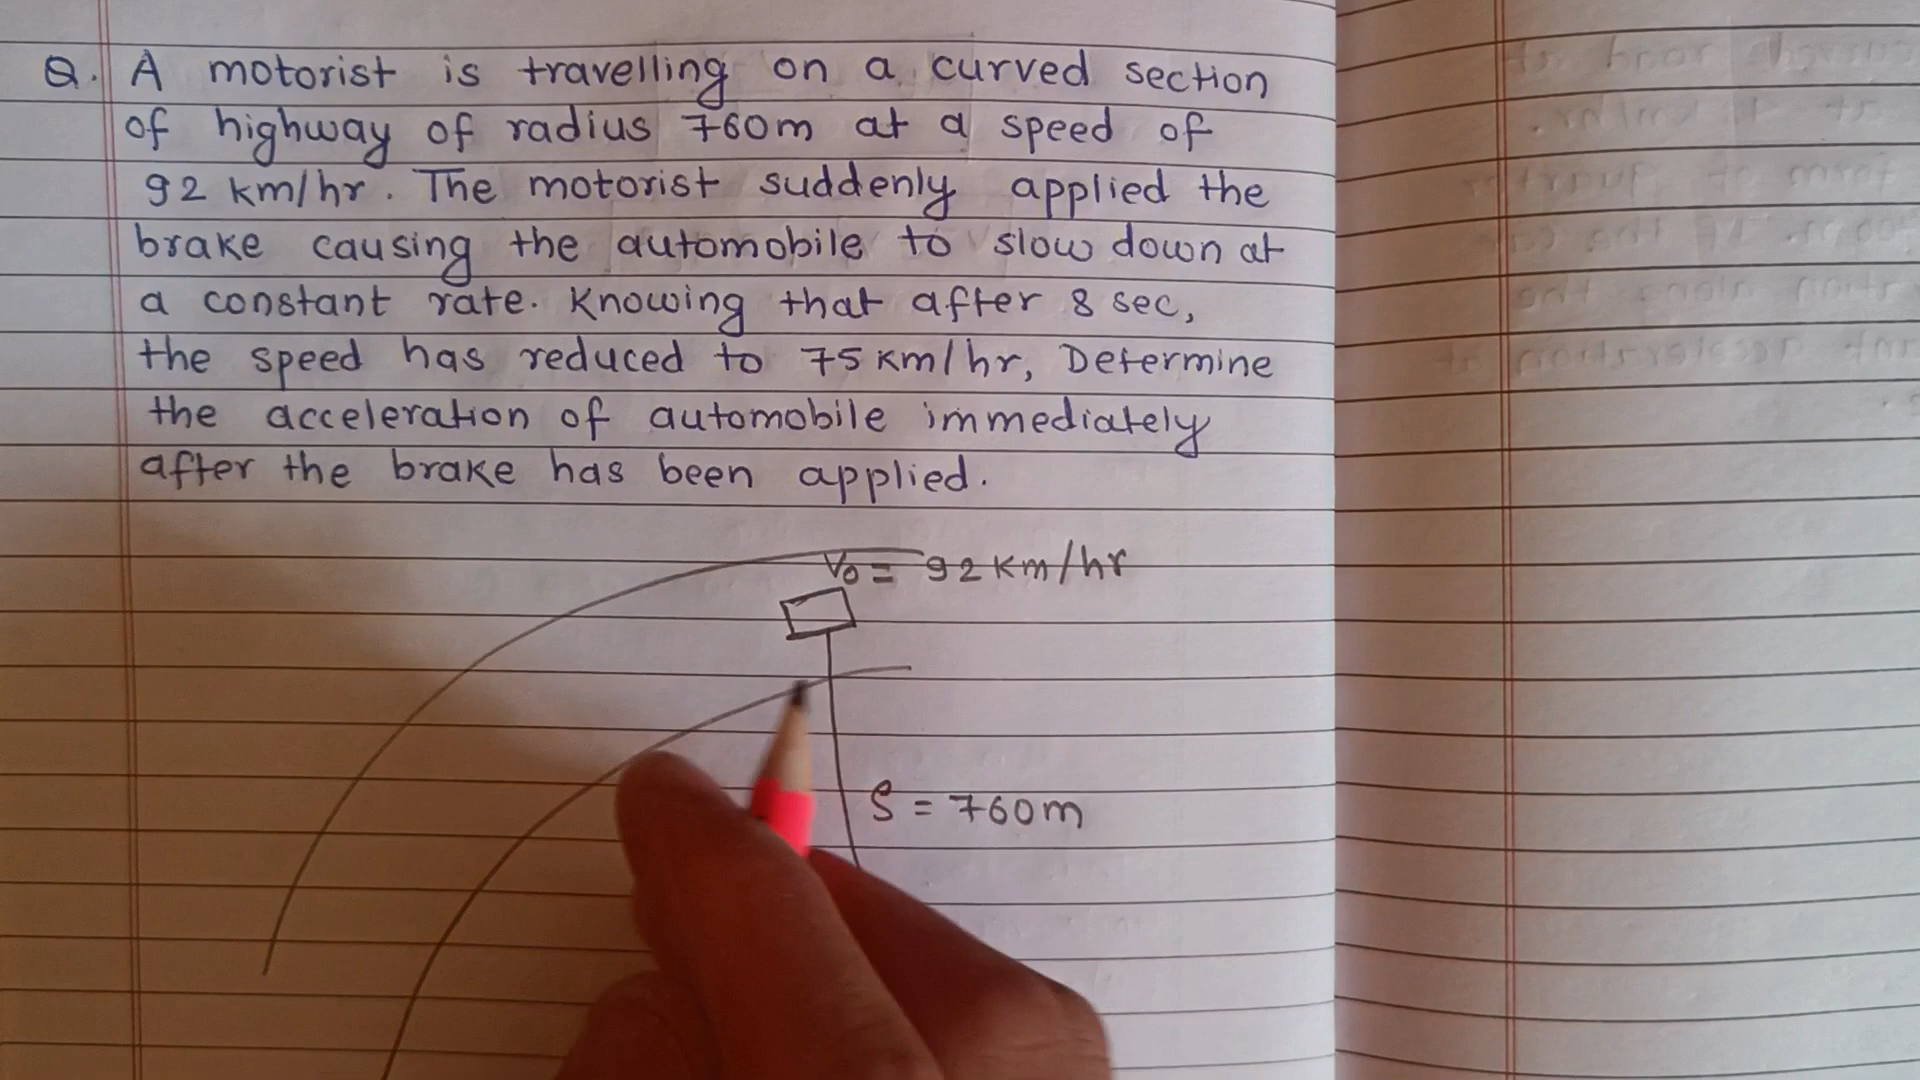 Q. A motorist is travelling on a curved section
of highway of radius 760m at a speed of
92 km/hr. The motorist suddenly applied the
brake causing the automobile to slow down at
a constant rate. Knowing that after 8 sec,
the speed has reduced to 75 km/hr, Determine
the acceleration of automobile immediately
after the brake has been applied.
V₀ = 92 km/hr
ρ = 760m